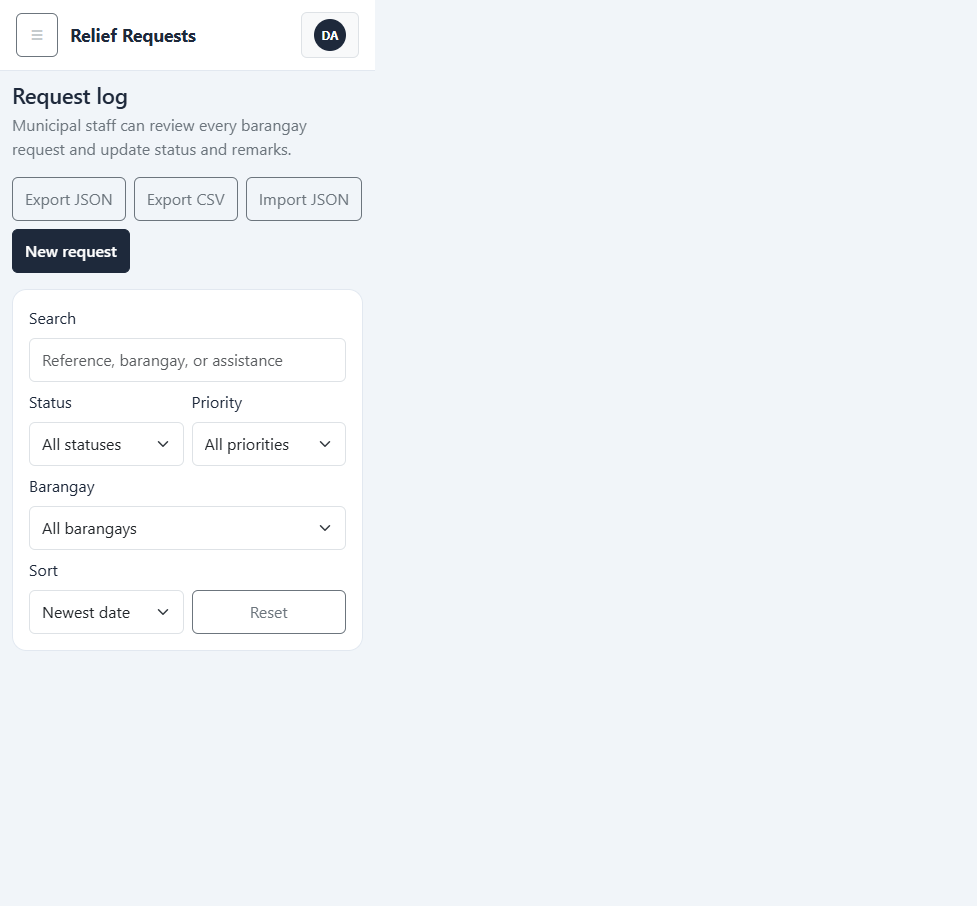 Relief Requests
DA
Request log
Municipal staff can review every barangay
request and update status and remarks.
Export JSON
Export CSV
Import JSON
New request
Search
Reference, barangay, or assistance
Status
Priority
All statuses
All priorities
Barangay
All barangays
Sort
Newest date
Reset